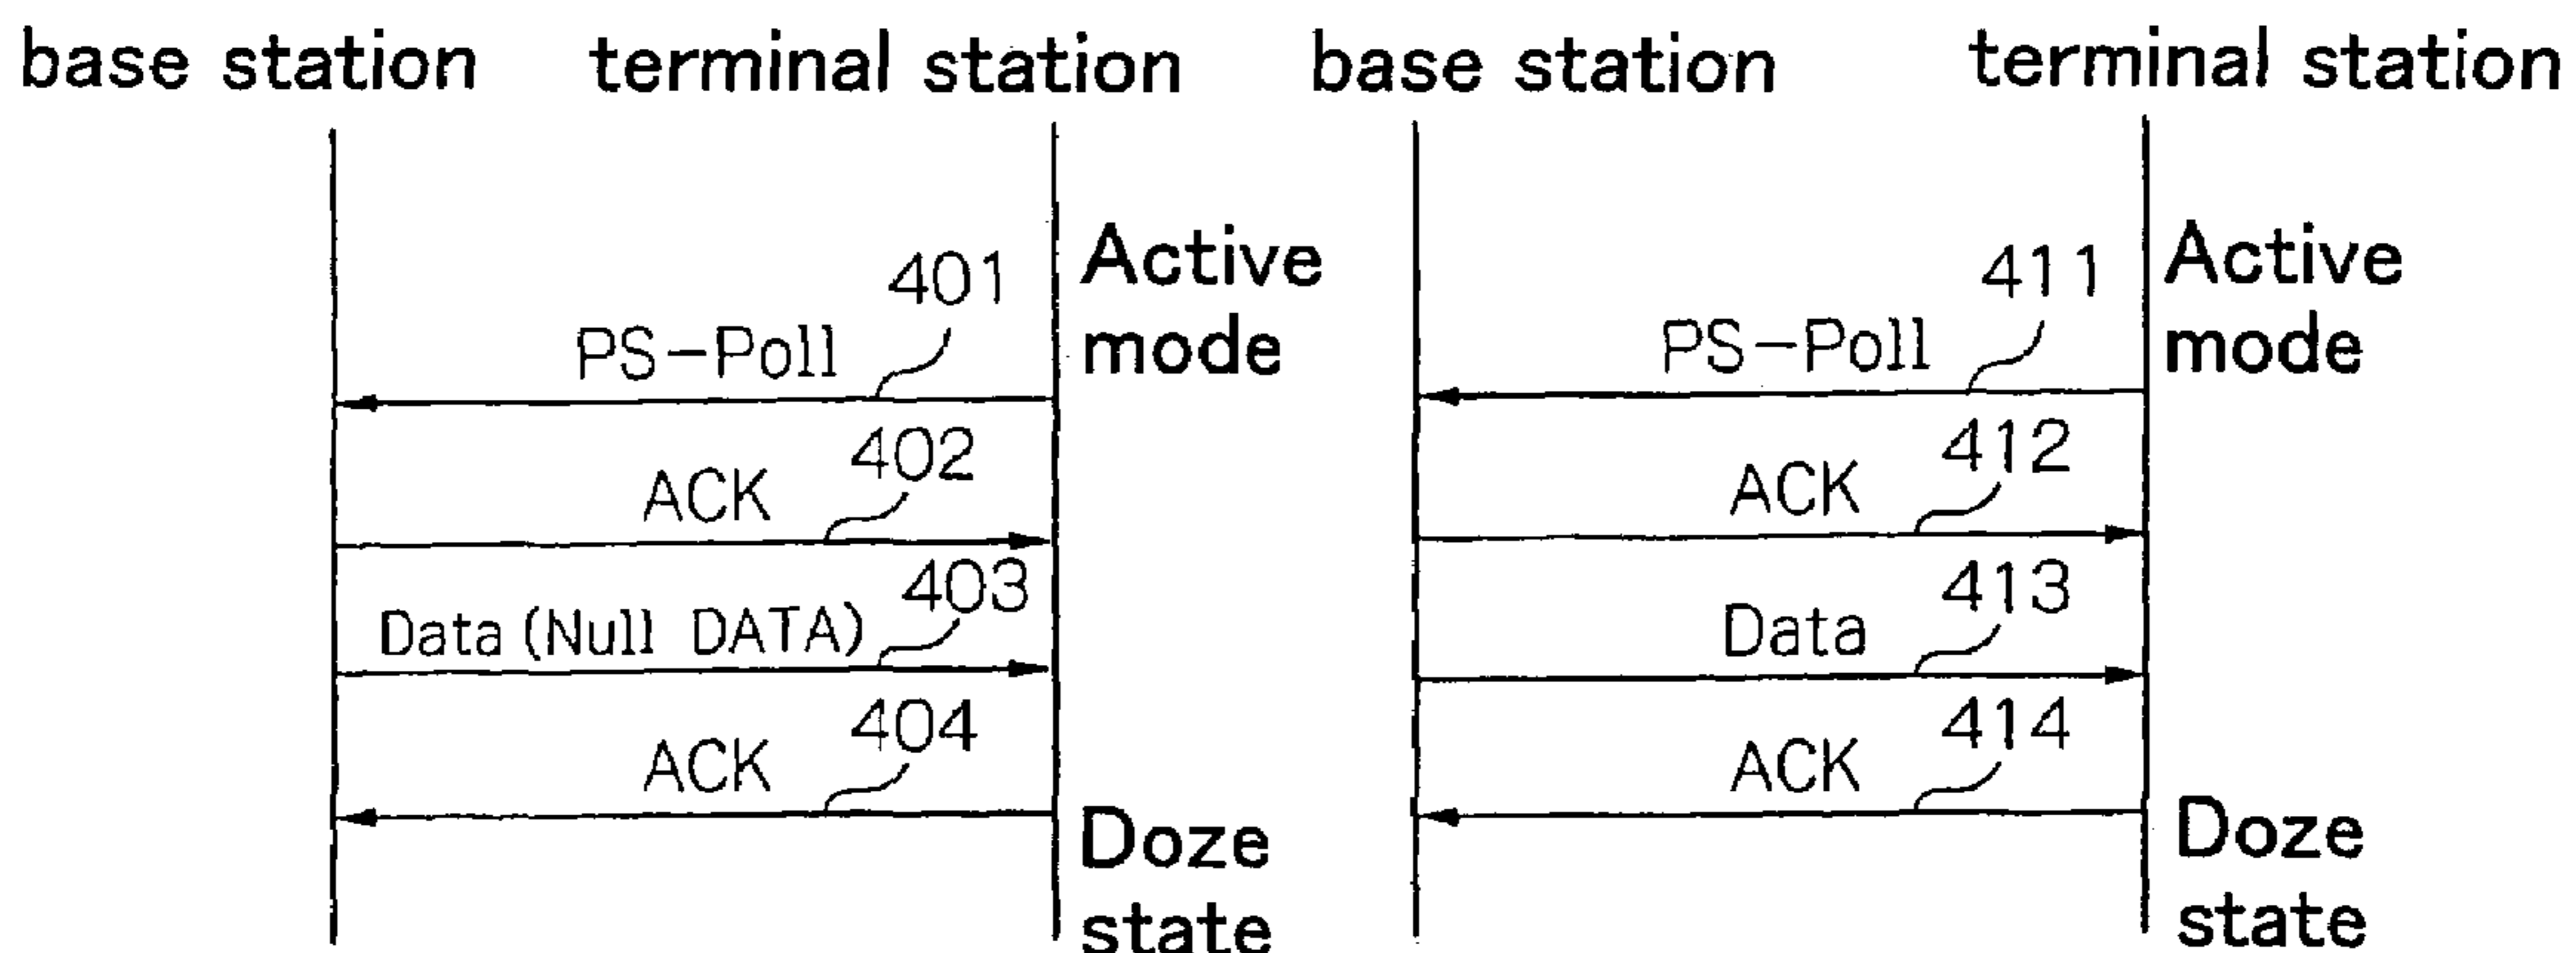 base station
terminal station
Active
mode
401
PS-Poll
402
ACK
403
Data (Null DATA)
404
ACK
Doze
state
base station
terminal station
Active
mode
411
PS-Poll
412
ACK
413
Data
414
ACK
Doze
state